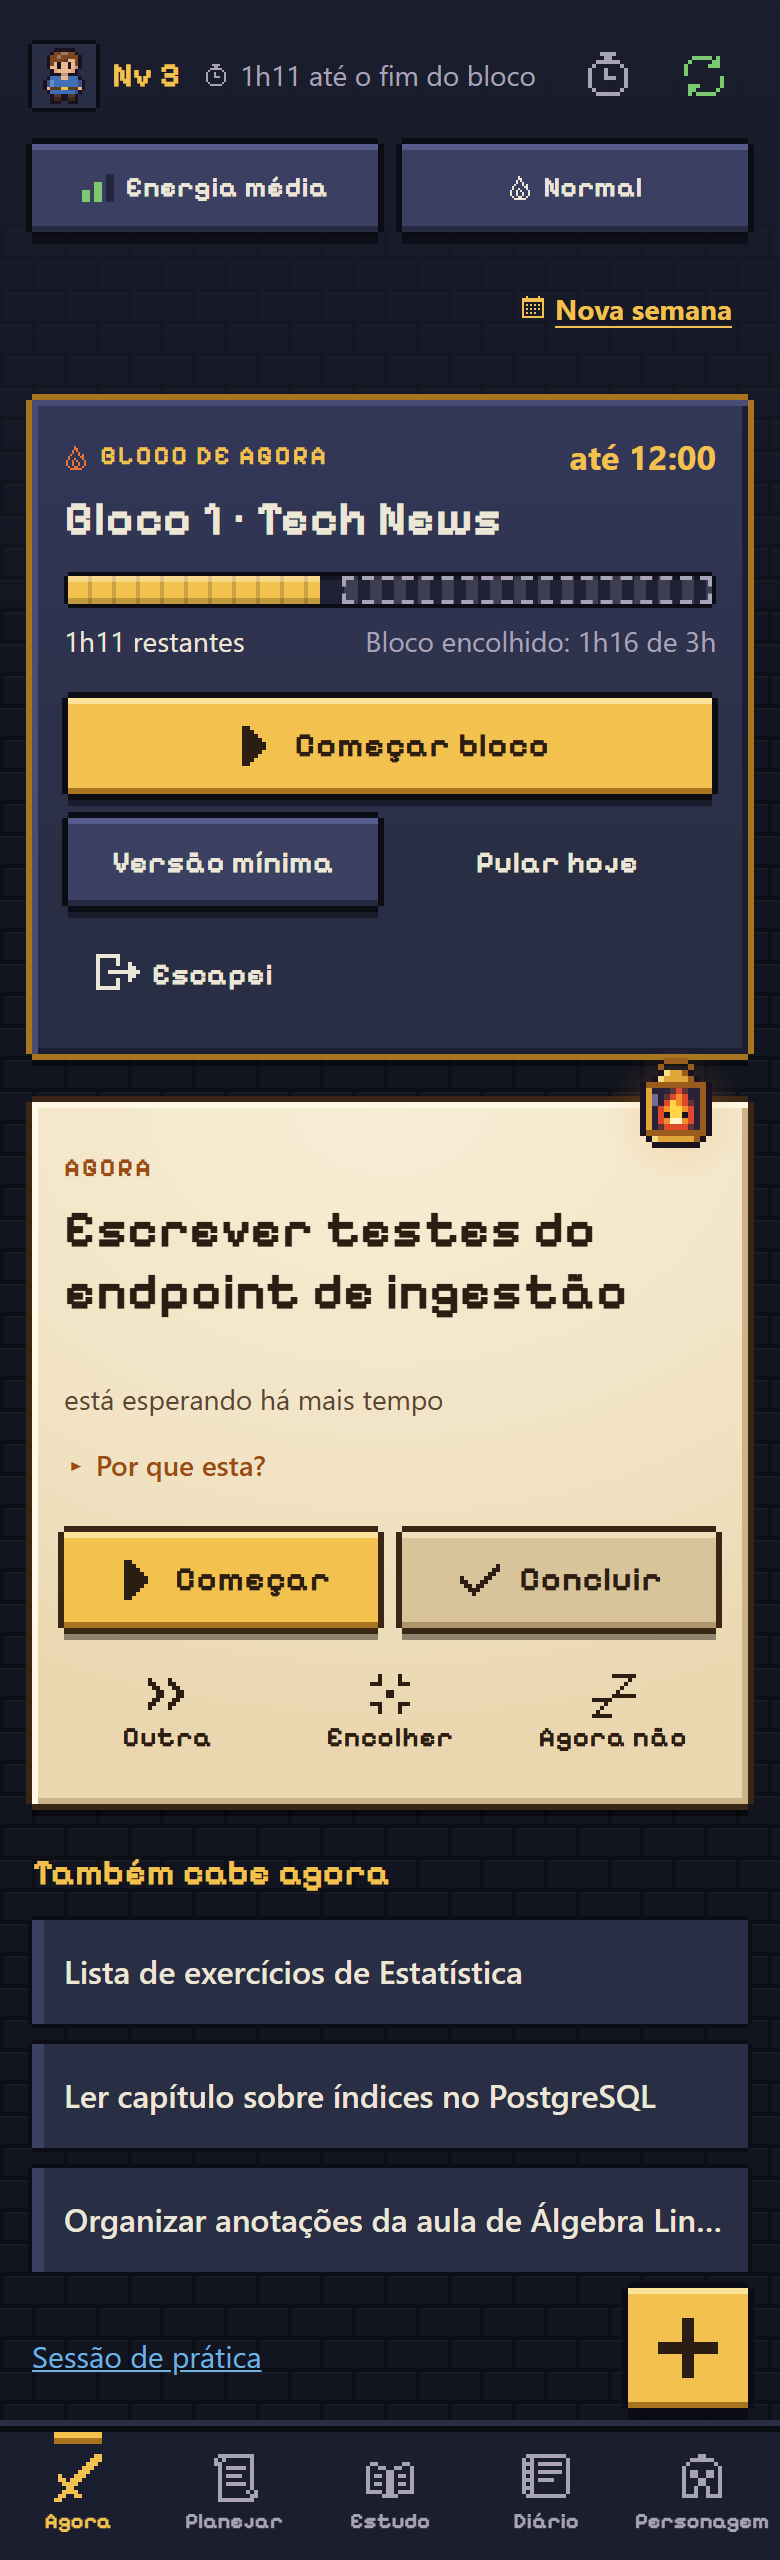 Nv 3
1h11 até o fim do bloco
Energia média
Normal
Nova semana
BLOCO DE AGORA
até 12:00
Bloco 1 · Tech News
1h11 restantes
Bloco encolhido: 1h16 de 3h
Começar bloco
Versão mínima
Pular hoje
Escapei
AGORA
Escrever testes do
endpoint de ingestão
está esperando há mais tempo
Por que esta?
Começar
Concluir
Outra
Encolher
Agora não
Também cabe agora
Lista de exercícios de Estatística
Ler capítulo sobre índices no PostgreSQL
Organizar anotações da aula de Álgebra Lin...
Sessão de prática
Agora
Planejar
Estudo
Diário
Personagem